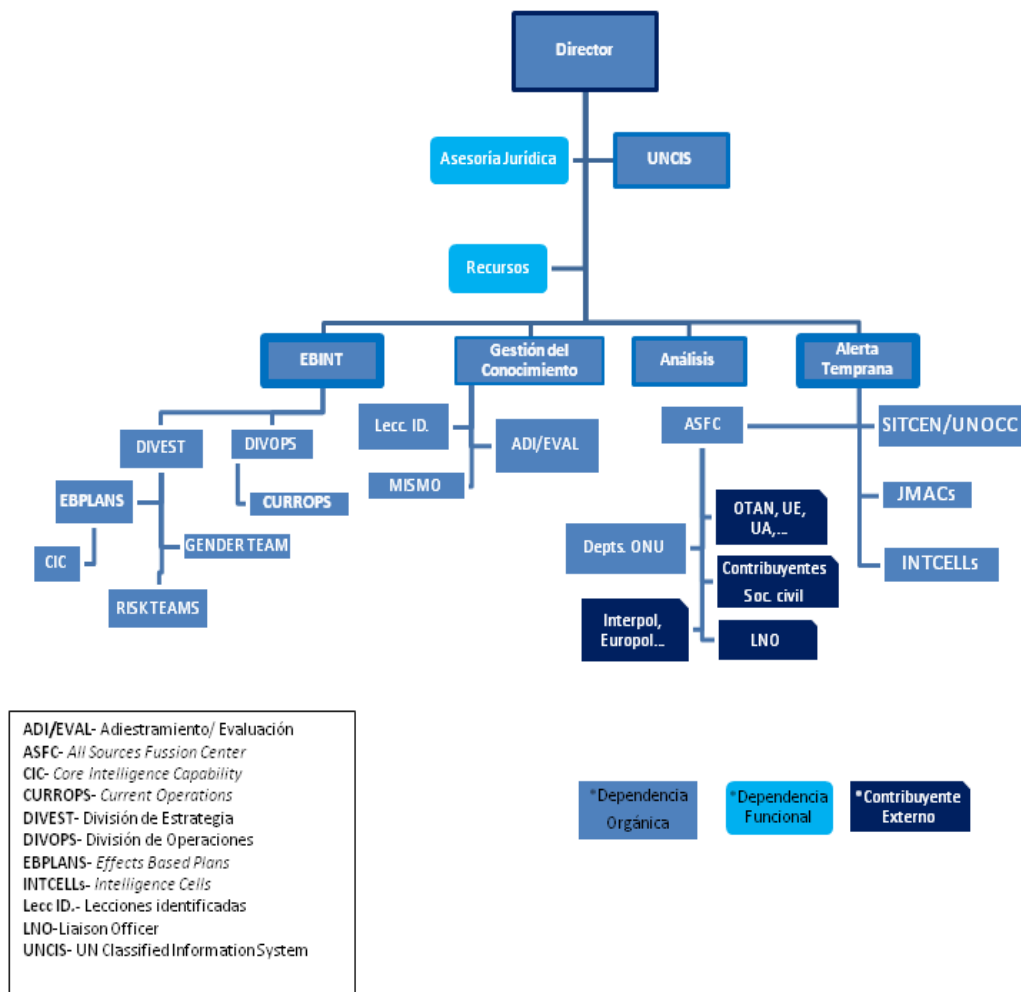 Director
Asesoría Jurídica
UNCIS
Recursos
EBINT
Gestión del
Conocimiento
Análisis
Alerta
Temprana
DIVEST
DIVOPS
Lecc. ID.
ADI/EVAL
ASFC
SITCEN/UNOCC
EBPLANS
CURROPS
MISMO
OTAN, UE,
UA,...
JMACs
CIC
GENDER TEAM
Depts. ONU
Contribuyentes
Soc. civil
INTCELLs
RISKTEAMS
Interpol,
Europol...
LNO
ADI/EVAL- Adiestramiento/ Evaluación
ASFC- All Sources Fussion Center
CIC- Core Intelligence Capability
CURROPS- Current Operations
DIVEST- División de Estrategia
DIVOPS- División de Operaciones
EBPLANS- Effects Based Plans
INTCELLs- Intelligence Cells
Lecc ID.- Lecciones identificadas
LNO-Liaison Officer
UNCIS- UN Classified Information System
*Dependencia
Orgánica
*Dependencia
Funcional
*Contribuyente
Externo